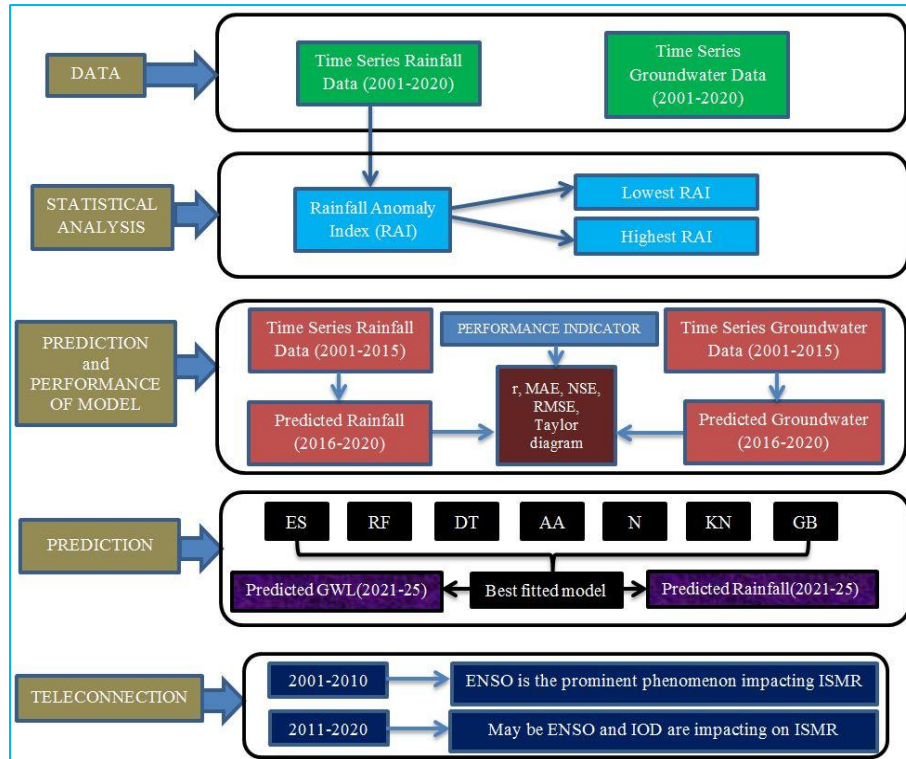 DATA
Time Series Rainfall
Data (2001-2020)
Time Series
Groundwater Data
(2001-2020)
STATISTICAL
ANALYSIS
Rainfall Anomaly
Index (RAI)
Lowest RAI
Highest RAI
PREDICTION
and
PERFORMANCE
OF MODEL
Time Series Rainfall
Data (2001-2015)
PERFORMANCE INDICATOR
Time Series Groundwater
Data (2001-2015)
r, MAE, NSE,
RMSE,
Taylor
diagram
Predicted Rainfall
(2016-2020)
Predicted Groundwater
(2016-2020)
PREDICTION
ES RF DT AA N KN GB
Predicted GWL(2021-25)
Best fitted model
Predicted Rainfall(2021-25)
TELECONNECTION
2001-2010
ENSO is the prominent phenomenon impacting ISMR
2011-2020
May be ENSO and IOD are impacting on ISMR